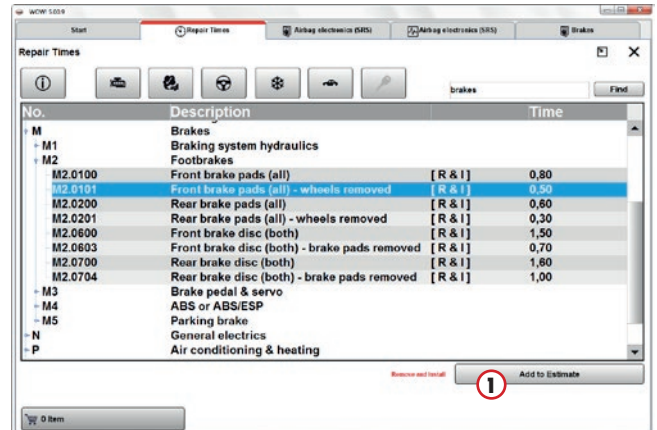 WOW! 5.00.9
Start Repair Times Airbag electronics (SRS) Airbag electronics (SRS) Brakes
Repair Times
brakes Find
No. Description Time
M Brakes
M1 Braking system hydraulics
M2 Footbrakes
M2.0100 Front brake pads (all) [ R & I ] 0,80
M2.0101 Front brake pads (all) - wheels removed [ R & I ] 0,50
M2.0200 Rear brake pads (all) [ R & I ] 0,60
M2.0201 Rear brake pads (all) - wheels removed [ R & I ] 0,30
M2.0600 Front brake disc (both) [ R & I ] 1,50
M2.0603 Front brake disc (both) - brake pads removed [ R & I ] 0,70
M2.0700 Rear brake disc (both) [ R & I ] 1,60
M2.0704 Rear brake disc (both) - brake pads removed [ R & I ] 1,00
M3 Brake pedal & servo
M4 ABS or ABS/ESP
M5 Parking brake
N General electrics
P Air conditioning & heating
Remove and Install 1 Add to Estimate
0 Item